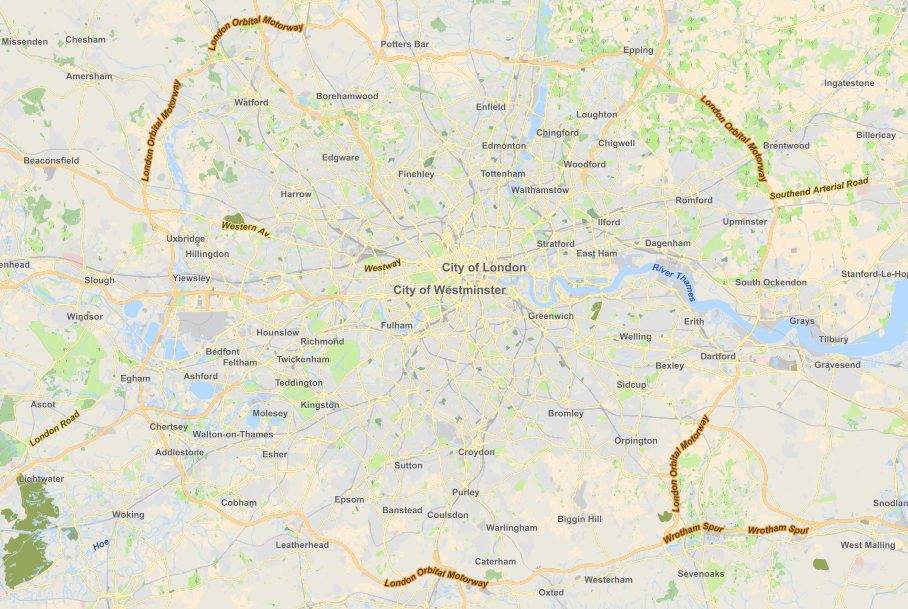 London Orbital Motorway
Missenden
Chesham
Potters Bar
Epping
Amersham
Ingatestone
Watford
Borehamwood
Enfield
Loughton
London Orbital Motorway
London Orbital Motorway
Chingford
Billericay
Edmonton
Chigwell
Brentwood
Beaconsfield
Edgware
Woodford
Finchley
Tottenham
Southend Arterial Road
Harrow
Walthamstow
Romford
Western Av.
Ilford
Upminster
Uxbridge
Stratford
Dagenham
Hillingdon
East Ham
enhead
Westway
City of London
Stanford-Le-Hop
Slough
Yiewsley
River Thames
South Ockendon
City of Westminster
Windsor
Greenwich
Erith
Grays
Fulham
Hounslow
Richmond
Welling
Tilbury
Bedfont
Twickenham
Dartford
Feltham
Bexley
Gravesend
Egham
Ashford
Teddington
Sidcup
Ascot
Kingston
Molesey
Bromley
London Road
Chertsey
Walton-on-Thames
Orpington
London Orbital Motorway
Addlestone
Esher
Croydon
Sutton
Lightwater
Purley
Cobham
Epsom
Snodlan
Woking
Banstead
Coulsdon
Biggin Hill
Warlingham
Wrotham Spur
Wrotham Spur
Hoe
Leatherhead
West Malling
Caterham
London Orbital Motorway
Westerham
Sevenoaks
Oxted